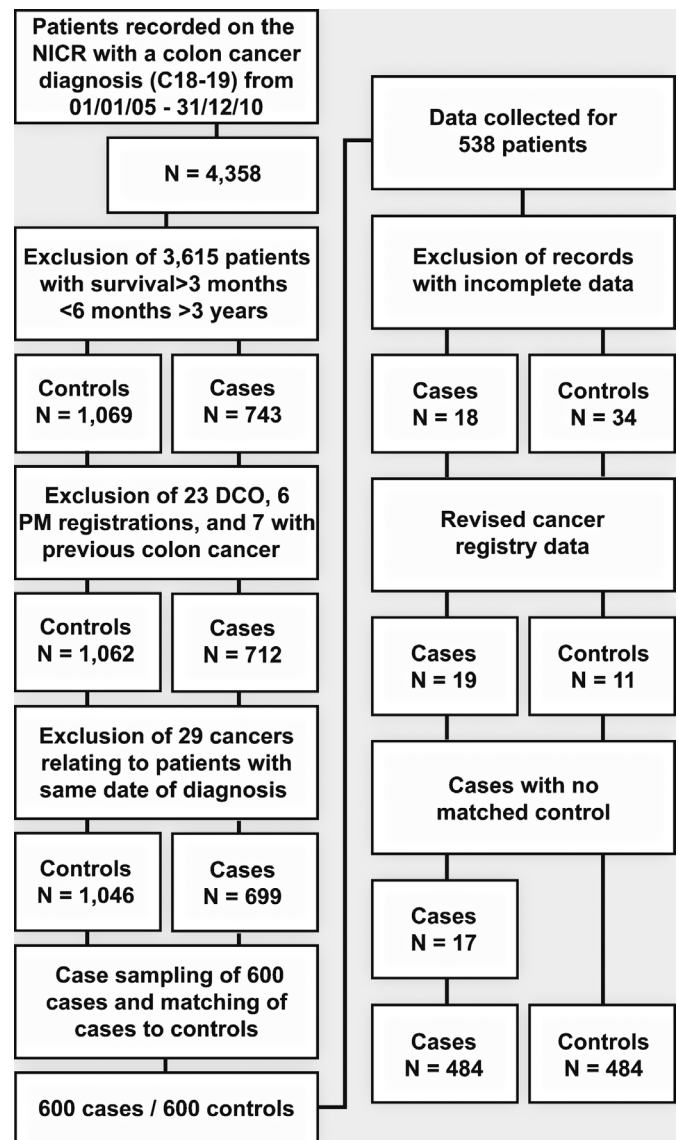 Patients recorded on the
NICR with a colon cancer
diagnosis (C18-19) from
01/01/05 - 31/12/10
N = 4,358
Exclusion of 3,615 patients
with survival>3 months
<6 months >3 years
Controls
N = 1,069
Cases
N = 743
Exclusion of 23 DCO, 6
PM registrations, and 7 with
previous colon cancer
Controls
N = 1,062
Cases
N = 712
Exclusion of 29 cancers
relating to patients with
same date of diagnosis
Controls
N = 1,046
Cases
N = 699
Case sampling of 600
cases and matching of
cases to controls
600 cases / 600 controls
Data collected for
538 patients
Exclusion of records
with incomplete data
Cases
N = 18
Controls
N = 34
Revised cancer
registry data
Cases
N = 19
Controls
N = 11
Cases with no
matched control
Cases
N = 17
Cases
N = 484
Controls
N = 484